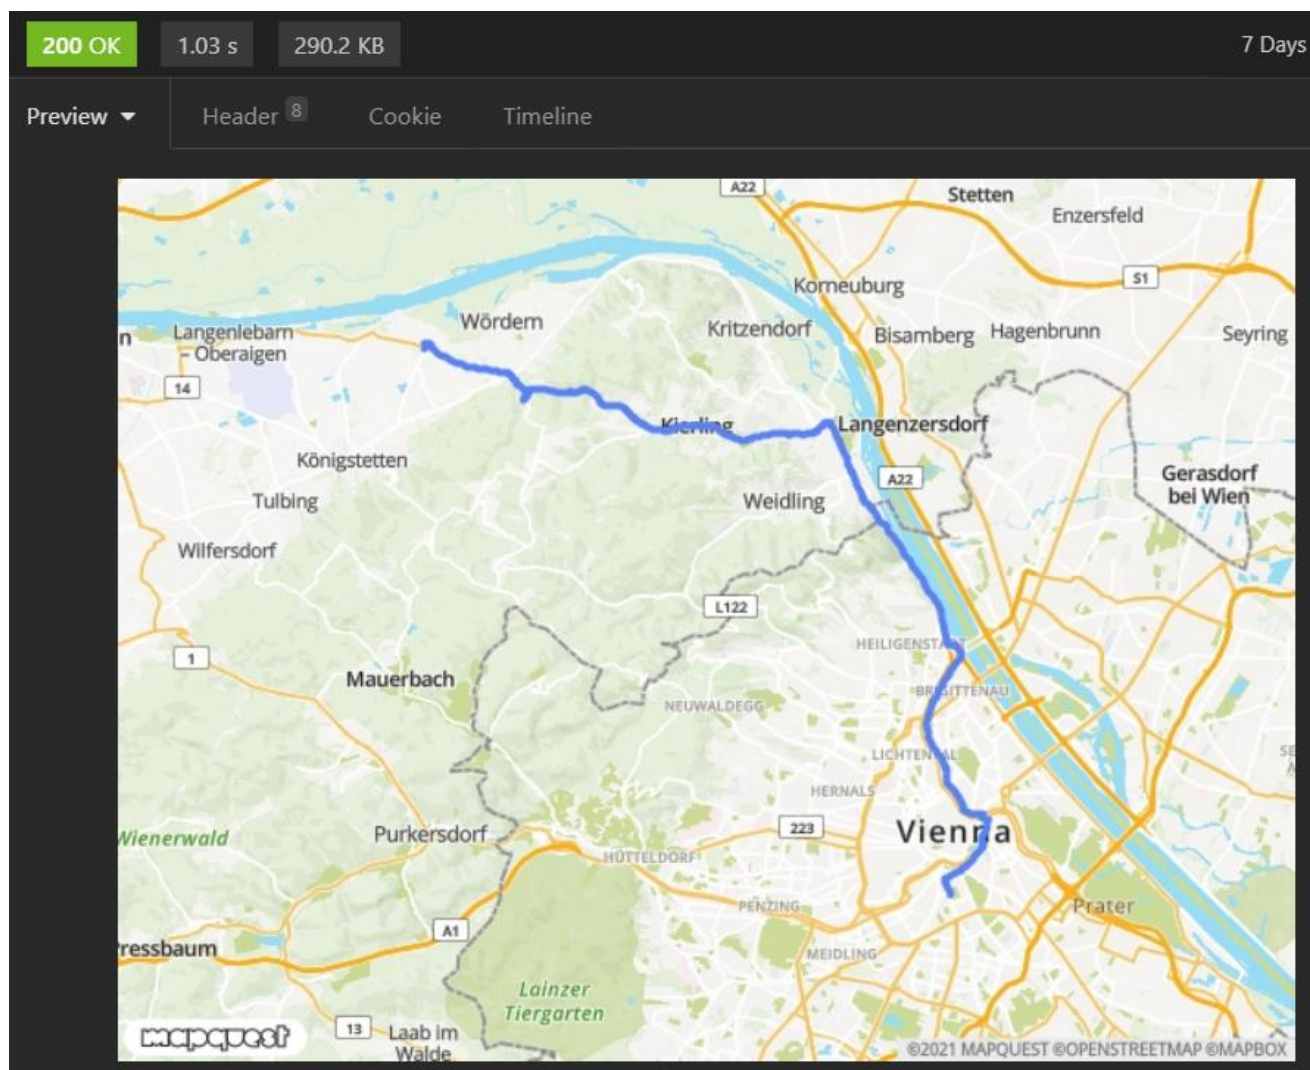 200 OK 1.03 s 290.2 KB 7 Days
Preview Header 8 Cookie Timeline
A22
Stetten
Enzersfeld
S1
Korneuburg
Wördern
Kritzendorf
Bisamberg
Hagenbrunn
Seyring
n
Langenlebarn
- Oberaigen
14
Kierling
Langenzersdorf
Königstetten
A22
Gerasdorf
bei Wien
Tulbing
Weidling
Wilfersdorf
L122
HEILIGENSTADT
1
Mauerbach
BRIGITTENAU
NEUWALDEGG
LICHTENTAL
HERNALS
Wienerwald
Purkersdorf
223
Vienna
HÜTTELDORF
PENZING
Prater
A1
ressbaum
MEIDLING
Lainzer
Tiergarten
mapquest
13
Laab im
Walde
©2021 MAPQUEST ©OPENSTREETMAP ©MAPBOX